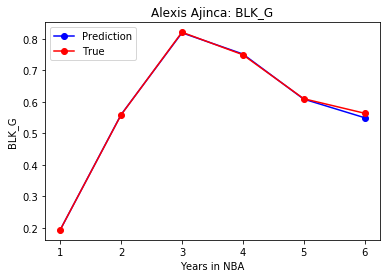 Alexis Ajinca: BLK_G
Prediction
True
BLK_G
0.8
0.7
0.6
0.5
0.4
0.3
0.2
1 2 3 4 5 6
Years in NBA